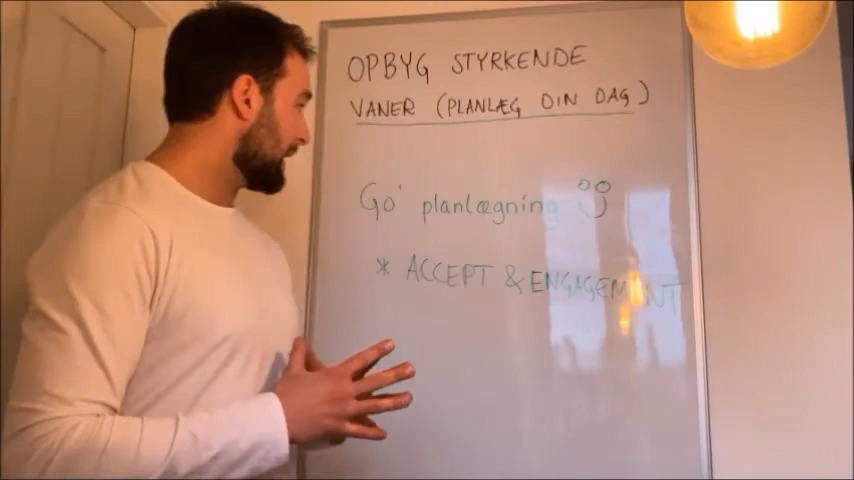 OPBYG STYRKENDE
VANER (PLANLÆG DIN DAG)
Go' planlægning
* ACCEPT & ENGAGEMENT